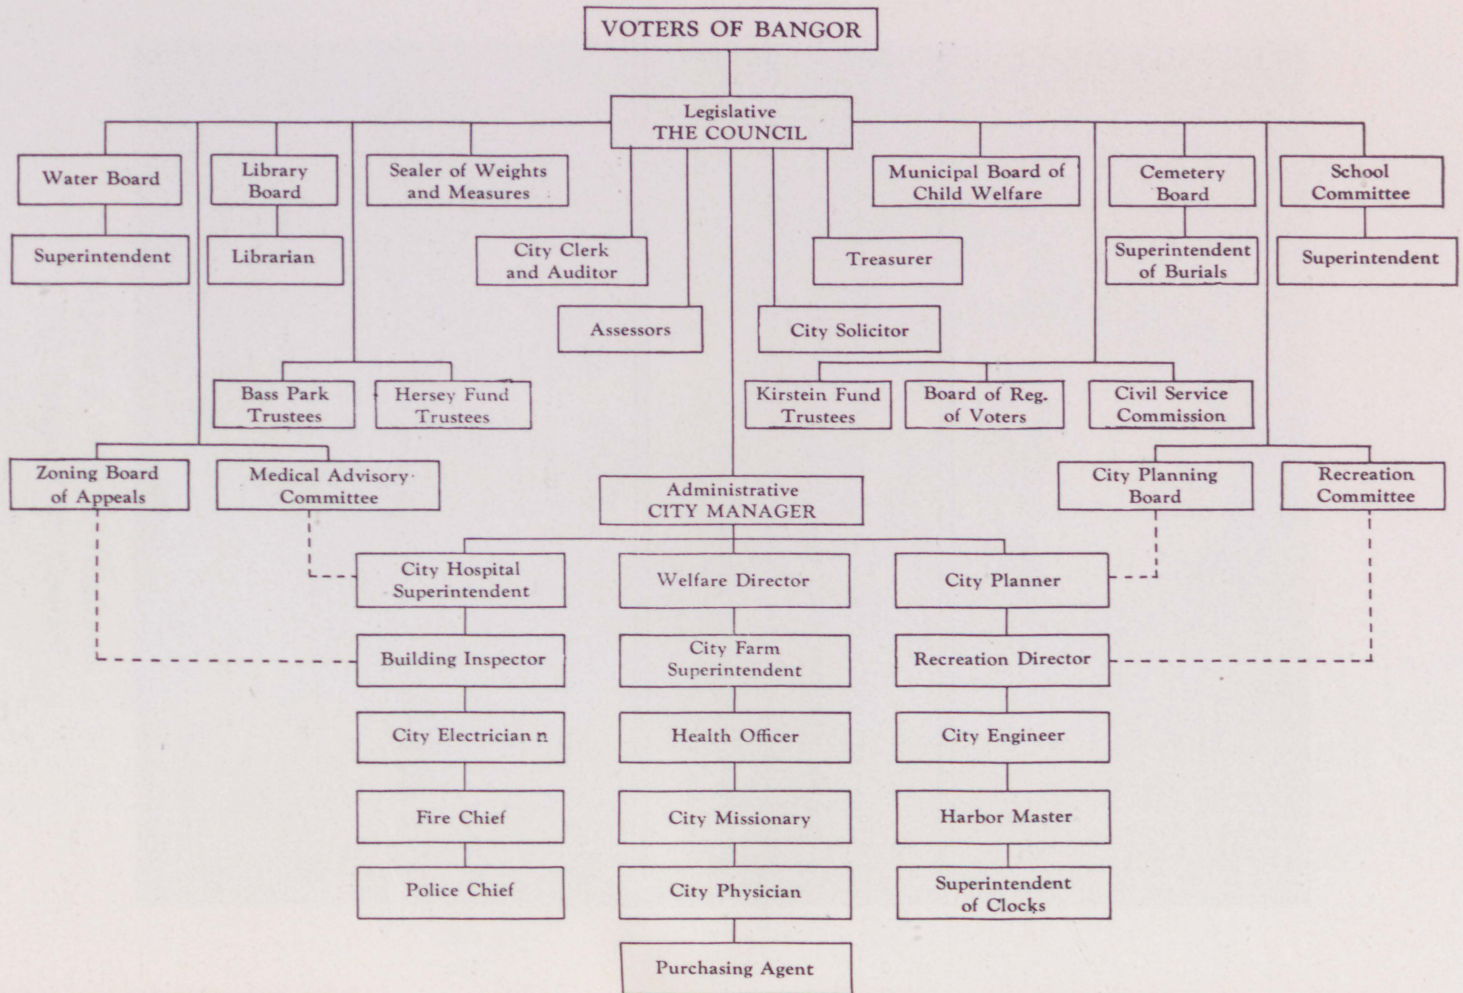 VOTERS OF BANGOR
Legislative
THE COUNCIL
Water Board
Library
Board
Sealer of Weights
and Measures
Municipal Board of
Child Welfare
Cemetery
Board
School
Committee
Superintendent
Librarian
City Clerk
and Auditor
Treasurer
Superintendent
of Burials
Superintendent
Assessors
City Solicitor
Bass Park
Trustees
Hersey Fund
Trustees
Kirstein Fund
Trustees
Board of Reg.
of Voters
Civil Service
Commission
Zoning Board
of Appeals
Medical Advisory
Committee
Administrative
CITY MANAGER
City Planning
Board
Recreation
Committee
City Hospital
Superintendent
Welfare Director
City Planner
Building Inspector
City Farm
Superintendent
Recreation Director
City Electrician n
Health Officer
City Engineer
Fire Chief
City Missionary
Harbor Master
Police Chief
City Physician
Superintendent
of Clocks
Purchasing Agent